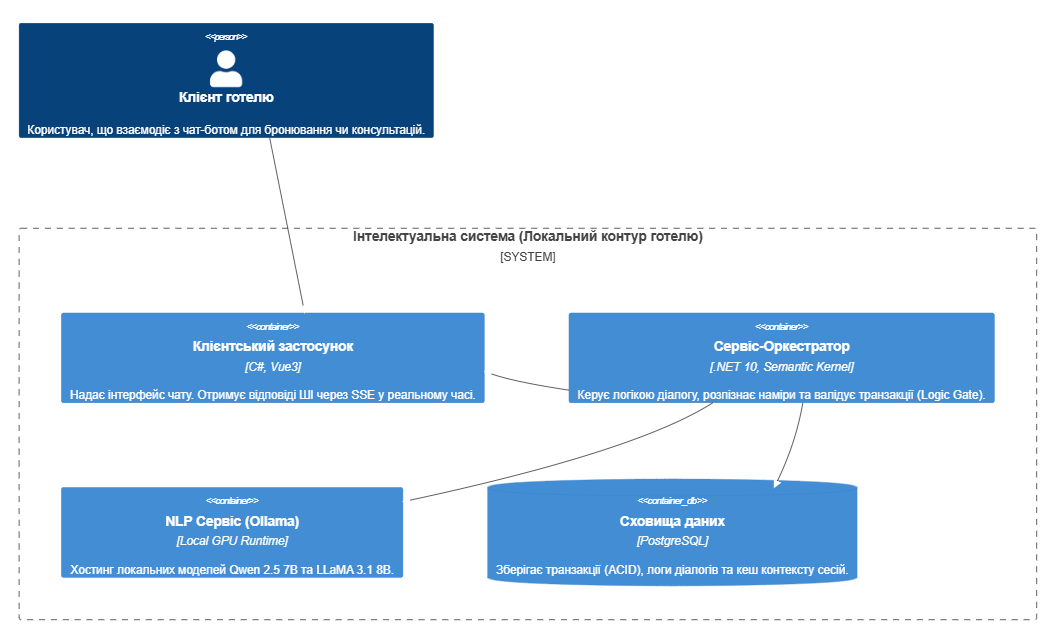 <<person>>
Клієнт готелю
Користувач, що взаємодіє з чат-ботом для бронювання чи консультацій.
Інтелектуальна система (Локальний контур готелю)
[SYSTEM]
<<container>>
Клієнтський застосунок
[C#, Vue3]
Надає інтерфейс чату. Отримує відповіді ШІ через SSE у реальному часі.
<<container>>
Сервіс-Оркестратор
[.NET 10, Semantic Kernel]
Керує логікою діалогу, розпізнає наміри та валідує транзакції (Logic Gate).
<<container>>
NLP Сервіс (Ollama)
[Local GPU Runtime]
Хостинг локальних моделей Qwen 2.5 7B та LLaMA 3.1 8B.
<<container_db>>
Сховища даних
[PostgreSQL]
Зберігає транзакції (ACID), логи діалогів та кеш контексту сесій.